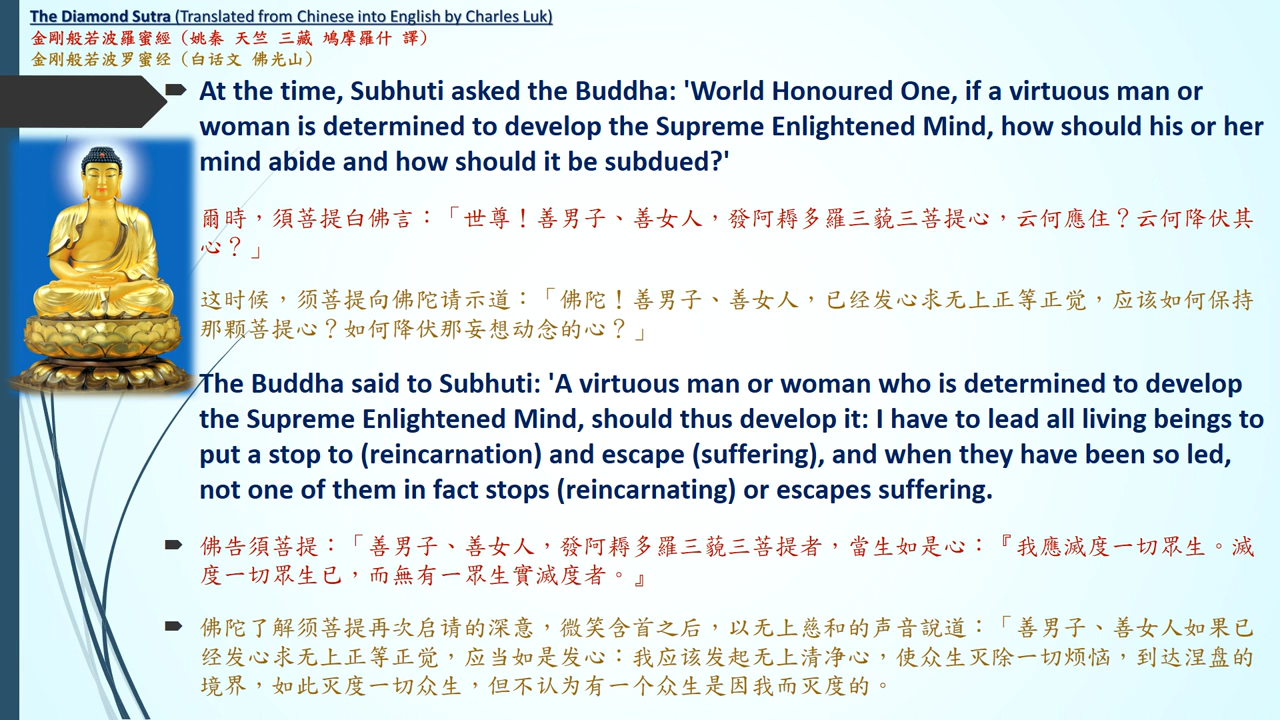 The Diamond Sutra (Translated from Chinese into English by Charles Luk)
金剛般若波羅蜜經（姚秦 天竺 三藏 鳩摩羅什 譯）
金刚般若波罗蜜经（白话文 佛光山）
At the time, Subhuti asked the Buddha: 'World Honoured One, if a virtuous man or
woman is determined to develop the Supreme Enlightened Mind, how should his or her
mind abide and how should it be subdued?'
爾時，須菩提白佛言：「世尊！善男子、善女人，發阿耨多羅三藐三菩提心，云何應住？云何降伏其
心？」
这时候，须菩提向佛陀请示道：「佛陀！善男子、善女人，已经发心求无上正等正觉，应该如何保持
那颗菩提心？如何降伏那妄想动念的心？」
The Buddha said to Subhuti: 'A virtuous man or woman who is determined to develop
the Supreme Enlightened Mind, should thus develop it: I have to lead all living beings to
put a stop to (reincarnation) and escape (suffering), and when they have been so led,
not one of them in fact stops (reincarnating) or escapes suffering.
佛告須菩提：「善男子、善女人，發阿耨多羅三藐三菩提者，當生如是心：『我應滅度一切眾生。滅
度一切眾生已，而無有一眾生實滅度者。』
佛陀了解须菩提再次启请的深意，微笑含首之后，以无上慈和的声音說道：「善男子、善女人如果已
经发心求无上正等正觉，应当如是发心：我应该发起无上清净心，使众生灭除一切烦恼，到达涅盘的
境界，如此灭度一切众生，但不认为有一个众生是因我而灭度的。